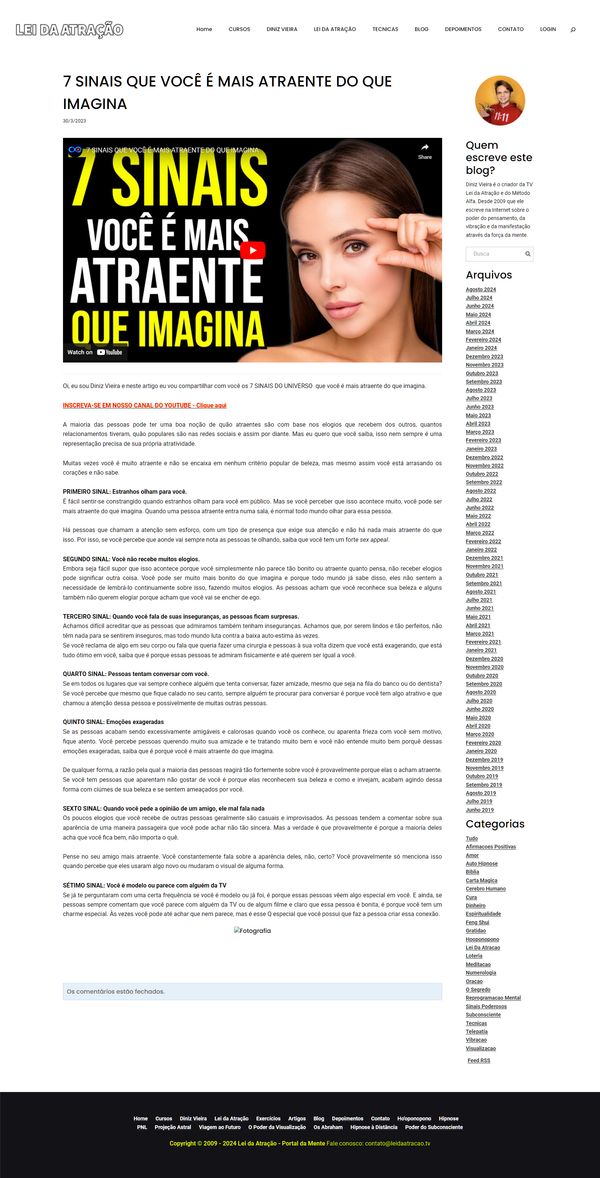 LEI DA ATRAÇÃO
Home CURSOS DINIZ VIEIRA LEI DA ATRAÇÃO TECNICAS BLOG DEPOIMENTOS CONTATO LOGIN
7 SINAIS QUE VOCÊ É MAIS ATRAENTE DO QUE
IMAGINA
30/3/2023
7 SINAIS QUE VOCÊ É MAIS ATRAENTE DO QUE IMAGINA
Share
7 SINAIS
VOCÊ É MAIS
ATRAENTE
QUE IMAGINA
Watch on YouTube
Oi, eu sou Diniz Vieira e neste artigo eu vou compartilhar com você os 7 SINAIS DO UNIVERSO que você é mais atraente do que imagina.
INSCREVA-SE EM NOSSO CANAL DO YOUTUBE - Clique aqui
A maioria das pessoas pode ter uma boa noção de quão atraentes são com base nos elogios que recebem dos outros, quantos
relacionamentos tiveram, quão populares são nas redes sociais e assim por diante. Mas eu quero que você saiba, isso nem sempre é uma
representação precisa de sua própria atratividade.
Muitas vezes você é muito atraente e não se encaixa em nenhum critério popular de beleza, mas mesmo assim você está arrasando os
corações e não sabe.
PRIMEIRO SINAL: Estranhos olham para você.
É fácil sentir-se constrangido quando estranhos olham para você em público. Mas se você perceber que isso acontece muito, você pode ser
mais atraente do que imagina. Quando uma pessoa atraente entra numa sala, é normal todo mundo olhar para essa pessoa.
Há pessoas que chamam a atenção sem esforço, com um tipo de presença que exige sua atenção e não há nada mais atraente do que
isso. Por isso, se você percebe que aonde vai sempre nota as pessoas te olhando, saiba que você tem um forte sex appeal.
SEGUNDO SINAL: Você não recebe muitos elogios.
Embora seja fácil supor que isso acontece porque você simplesmente não parece tão bonito ou atraente quanto pensa, não receber elogios
pode significar outra coisa. Você pode ser muito mais bonito do que imagina e porque todo mundo já sabe disso, eles não sentem a
necessidade de lembrá-lo continuamente sobre isso, fazendo muitos elogios. As pessoas acham que você reconhece sua beleza e alguns
também não querem elogiar porque acham que você vai se encher de ego.
TERCEIRO SINAL: Quando você fala de suas inseguranças, as pessoas ficam surpresas.
Achamos difícil acreditar que as pessoas que admiramos também tenham inseguranças. Achamos que, por serem lindos e tão perfeitos, não
têm nada para se sentirem inseguros, mas todo mundo luta contra a baixa auto-estima às vezes.
Se você reclama de algo em seu corpo ou fala que queria fazer uma cirurgia e pessoas à sua volta dizem que você está exagerando, que está
tudo ótimo em você, saiba que é porque essas pessoas te admiram fisicamente e até querem ser igual a você.
QUARTO SINAL: Pessoas tentam conversar com você.
Se em todos os lugares que vai sempre conhece alguém que tenta conversar, fazer amizade, mesmo que seja na fila do banco ou do dentista?
Se você percebe que mesmo que fique calado no seu canto, sempre alguém te procurar para conversar é porque você tem algo atrativo e que
chamou a atenção dessa pessoa e possivelmente de muitas outras pessoas.
QUINTO SINAL: Emoções exageradas
Se as pessoas acabam sendo excessivamente amigáveis e calorosas quando você os conhece, ou aparenta frieza com você sem motivo,
fique atento. Você percebe pessoas querendo muito sua amizade e te tratando muito bem e você não entende muito bem porquê dessas
emoções exageradas, saiba que é porque você é mais atraente do que imagina.
De qualquer forma, a razão pela qual a maioria das pessoas reagirá tão fortemente sobre você é provavelmente porque elas o acham atraente.
Se você tem pessoas que aparentam não gostar de você é porque elas reconhecem sua beleza e como e invejam, acabam agindo dessa
forma com ciúmes de sua beleza e se sentem ameaçados por você.
SEXTO SINAL: Quando você pede a opinião de um amigo, ele mal fala nada
Os poucos elogios que você recebe de outras pessoas geralmente são casuais e improvisados. As pessoas tendem a comentar sobre sua
aparência de uma maneira passageira que você pode achar não tão sincera. Mas a verdade é que provavelmente é porque a maioria deles
acha que você fica bem, não importa o quê.
Pense no seu amigo mais atraente. Você constantemente fala sobre a aparência deles, não, certo? Você provavelmente só menciona isso
quando percebe que eles usaram algo novo ou mudaram o visual de alguma forma.
SÉTIMO SINAL: Você é modelo ou parece com alguém da TV
Se já te perguntaram com uma certa frequência se você é modelo ou já foi, é porque essas pessoas vêem algo especial em você. E ainda, se
pessoas sempre comentam que você parece com alguém da TV ou de algum filme e claro que essa pessoa é bonita, é porque você tem um
charme especial. Às vezes você pode até achar que nem parece, mas é esse Q especial que você possui que faz a pessoa criar essa conexão.
Fotografia
Os comentários estão fechados.
11:11
Quem
escreve este
blog?
Diniz Vieira é o criador da TV
Lei da Atração e do Método
Alfa. Desde 2009 que ele
escreve na Internet sobre o
poder do pensamento, da
vibração e da manifestação
através da força da mente.
Busca
Arquivos
Agosto 2024
Julho 2024
Junho 2024
Maio 2024
Abril 2024
Março 2024
Fevereiro 2024
Janeiro 2024
Dezembro 2023
Novembro 2023
Outubro 2023
Setembro 2023
Agosto 2023
Julho 2023
Junho 2023
Maio 2023
Abril 2023
Março 2023
Fevereiro 2023
Janeiro 2023
Dezembro 2022
Novembro 2022
Outubro 2022
Setembro 2022
Agosto 2022
Julho 2022
Junho 2022
Maio 2022
Abril 2022
Março 2022
Fevereiro 2022
Janeiro 2022
Dezembro 2021
Novembro 2021
Outubro 2021
Setembro 2021
Agosto 2021
Julho 2021
Junho 2021
Maio 2021
Abril 2021
Março 2021
Fevereiro 2021
Janeiro 2021
Dezembro 2020
Novembro 2020
Outubro 2020
Setembro 2020
Agosto 2020
Julho 2020
Junho 2020
Maio 2020
Abril 2020
Março 2020
Fevereiro 2020
Janeiro 2020
Dezembro 2019
Novembro 2019
Outubro 2019
Setembro 2019
Agosto 2019
Julho 2019
Junho 2019
Categorias
Tudo
Afirmacoes Positivas
Amor
Auto Hipnose
Biblia
Carta Magica
Cerebro Humano
Cura
Dinheiro
Espiritualidade
Feng Shui
Gratidao
Hooponopono
Lei Da Atracao
Loteria
Meditacao
Numerologia
Oracao
O Segredo
Reprogramacao Mental
Sinais Poderosos
Subconsciente
Tecnicas
Telepatia
Vibracao
Visualizacao
Feed RSS
Home Cursos Diniz Vieira Lei da Atração Exercícios Artigos Blog Depoimentos Contato Ho'oponopono Hipnose
PNL Projeção Astral Viagem ao Futuro O Poder da Visualização Os Abraham Hipnose à Distância Poder do Subconsciente
Copyright © 2009 - 2024 Lei da Atração - Portal da Mente Fale conosco: contato@leidaatracao.tv